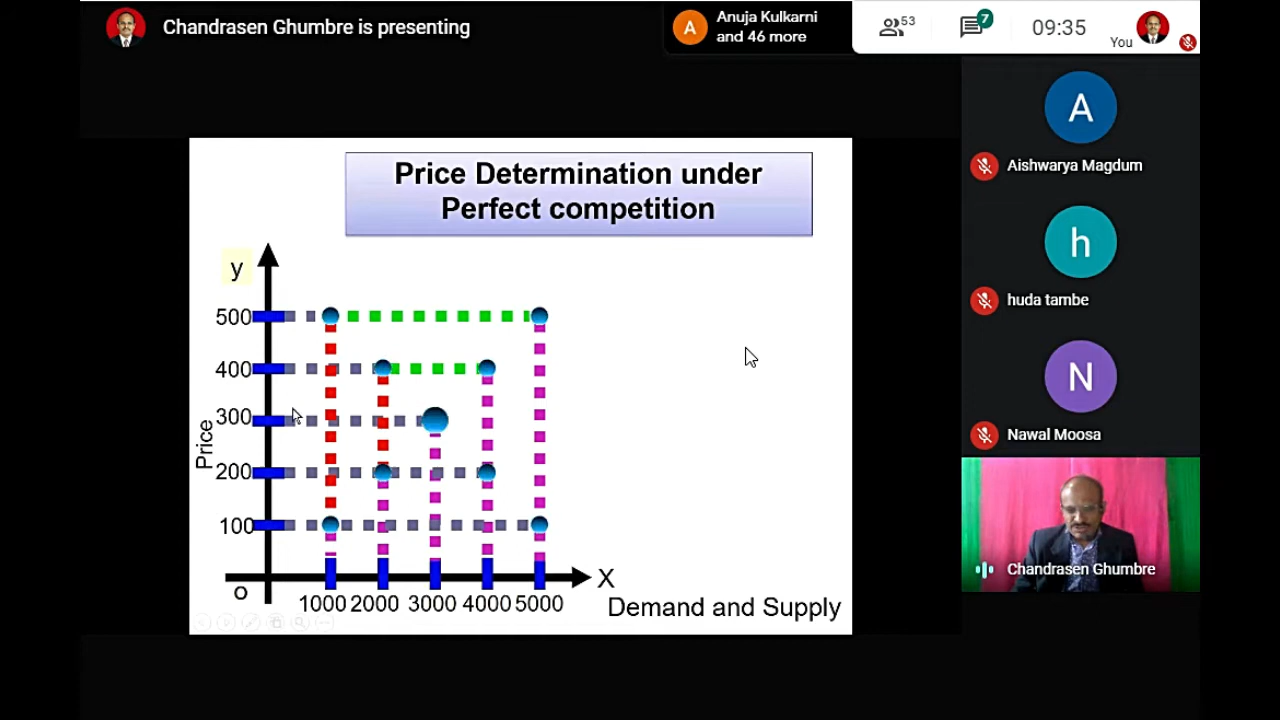 Chandrasen Ghumbre is presenting
A
Anuja Kulkarni
and 46 more
53
7
09:35
You
A
Aishwarya Magdum
h
huda tambe
N
Nawal Moosa
Chandrasen Ghumbre
Price Determination under
Perfect competition
y
500
400
300
200
100
Price
o
1000 2000 3000 4000 5000
X
Demand and Supply